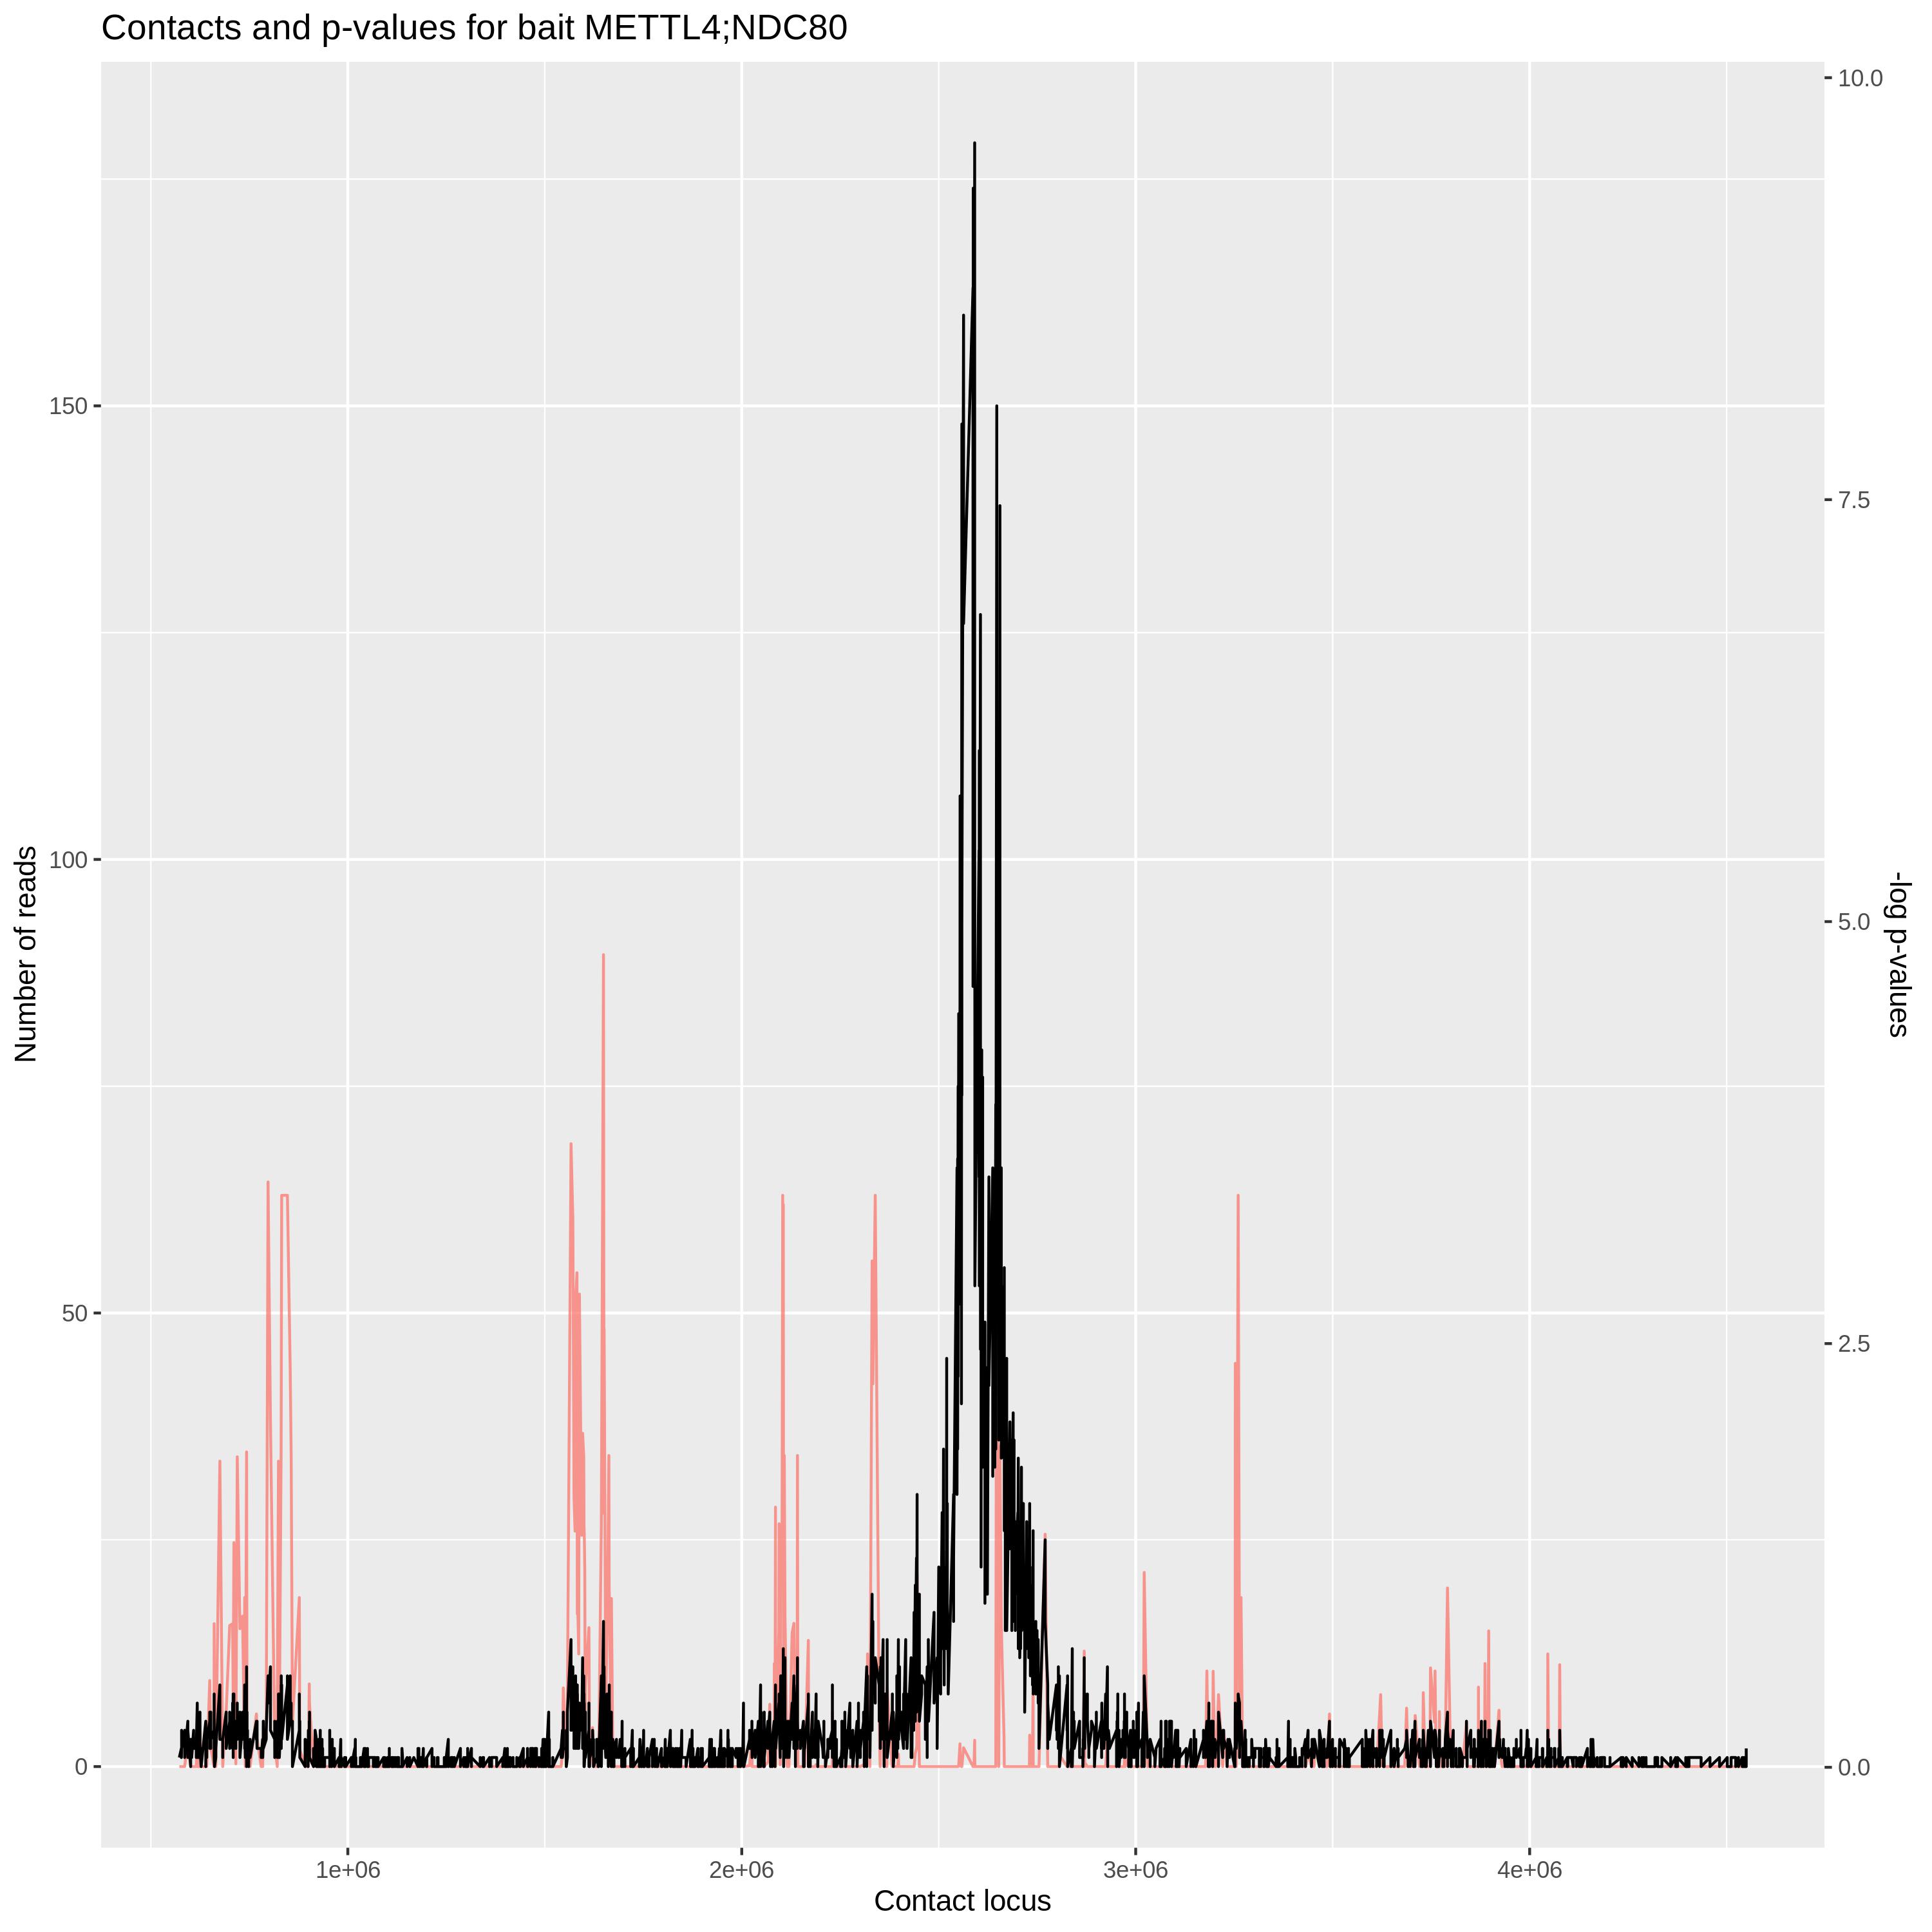 Contacts and p-values for bait METTL4;NDC80
Number of reads
150
100
50
0
10.0
7.5
5.0
2.5
0.0
-log p-values
1e+06
2e+06
3e+06
4e+06
Contact locus